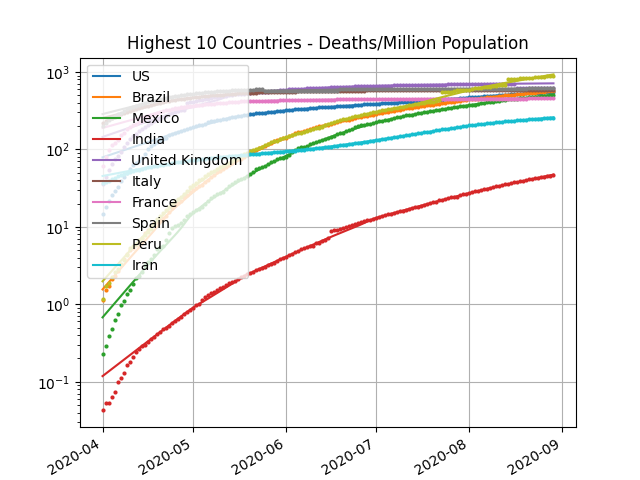 Highest 10 Countries - Deaths/Million Population
US
Brazil
Mexico
India
United Kingdom
Italy
France
Spain
Peru
Iran
10³
10²
10¹
10⁰
10⁻¹
2020-04
2020-05
2020-06
2020-07
2020-08
2020-09